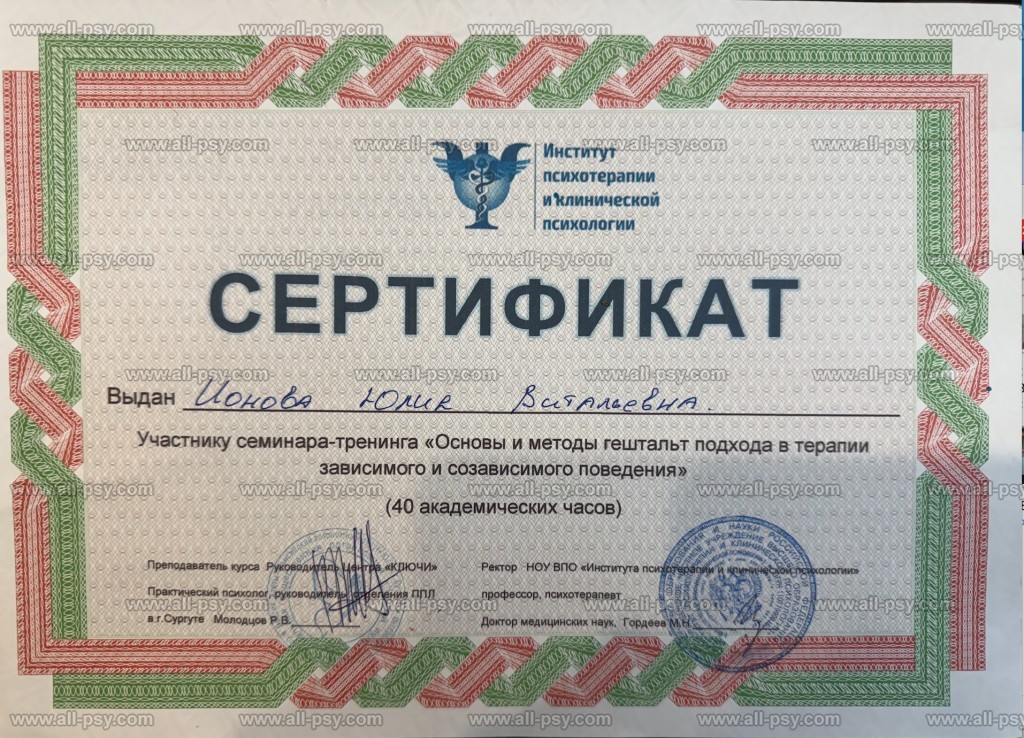 Институт
психотерапии
и клинической
психологии
СЕРТИФИКАТ
Выдан Ионова Юлия Витальевна.
Участнику семинара-тренинга «Основы и методы гештальт подхода в терапии
зависимого и созависимого поведения»
(40 академических часов)
Преподаватель курса Руководитель Центра «КЛЮЧИ»
Практический психолог, руководитель отделения ППЛ
в г.Сургуте Молодцов Р.В.
Ректор НОУ ВПО «Института психотерапии и клинической психологии»
профессор, психотерапевт
Доктор медицинских наук, Гордеев М.Н.
www.all-psy.com